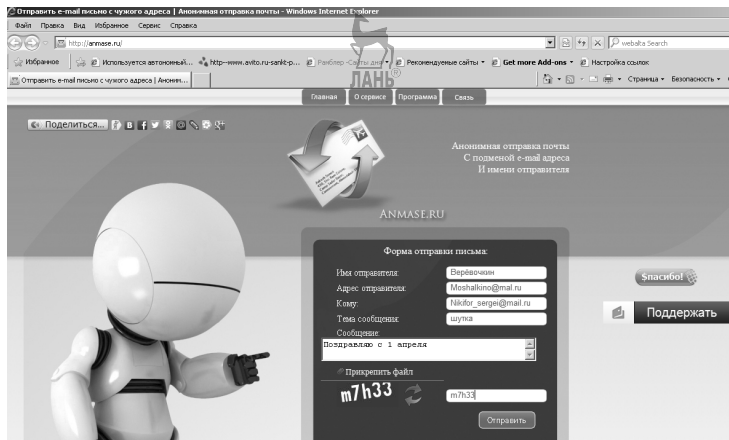 Отправить e-mail письмо с чужого адреса | Анонимная отправка почты - Windows Internet Explorer
Файл Правка Вид Избранное Сервис Справка
http://anmase.ru/ webalta Search
Избранное Используется автономный... http--www.avito.ru-sankt-p... Рамблер -Сайты дня Рекомендуемые сайты Get more Add-ons Настройка ссылок
ЛАНЬ®
Отправить e-mail письмо с чужого адреса | Аноним... Страница Безопасность
Главная О сервисе Программа Связь
Поделиться...
Анонимная отправка почты
С подменой e-mail адреса
И имени отправителя
ANMASE.RU
Форма отправки письма:
Имя отправителя: Верёвочкин
Адрес отправителя: Moshalkino@mal.ru
Кому: Nikifor_sergei@mail.ru
Тема сообщения: шутка
Сообщение:
Поздравляю с 1 апреля
Прикрепить файл
m7h33 m7h33
Отправить
$пасибо!
Поддержать